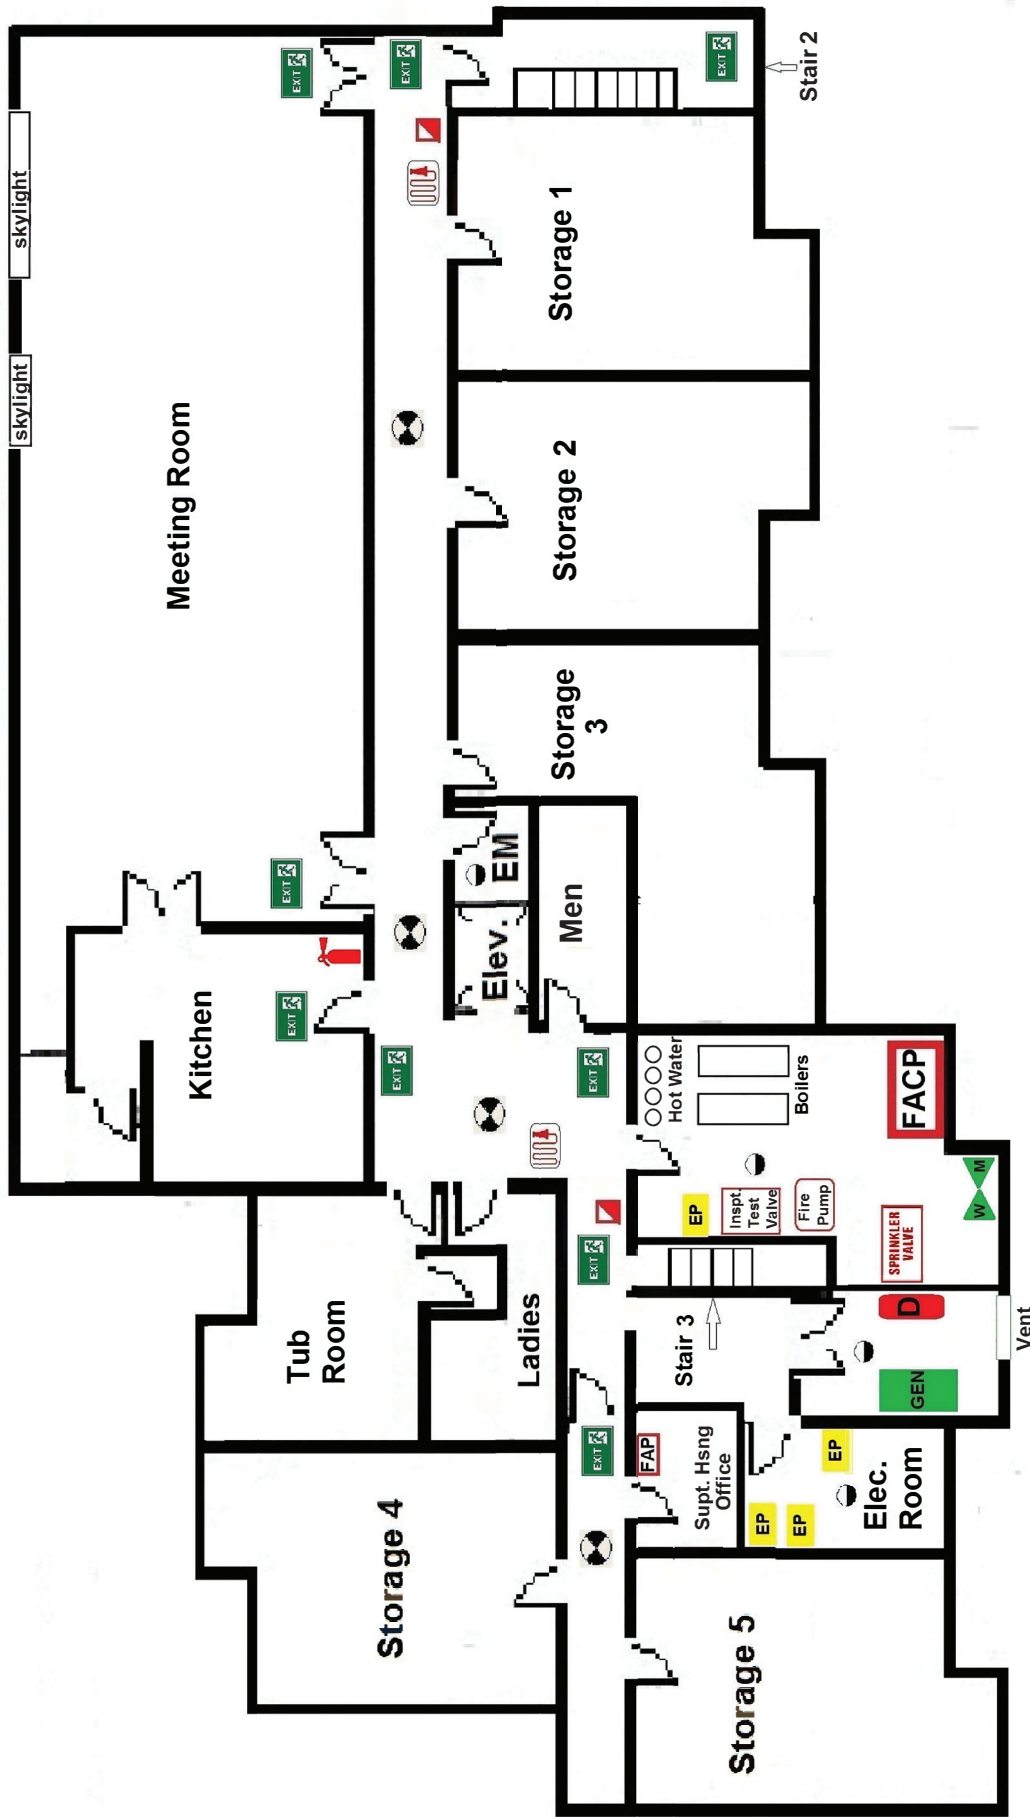 skylight
skylight
Meeting Room
EXIT
EXIT
EXIT
Stair 2
Storage 1
Storage 2
Storage
3
EXIT
EM
Elev.
Men
Kitchen
EXIT
EXIT
EXIT
Hot Water
Boilers
FACP
EP
Inspt.
Test
Valve
Fire
Pump
SPRINKLER
VALVE
W
M
EXIT
Tub
Room
Ladies
Stair 3
D
GEN
Vent
EXIT
FAP
Supt. Hsng
Office
EP
EP
EP
Elec.
Room
Storage 4
Storage 5